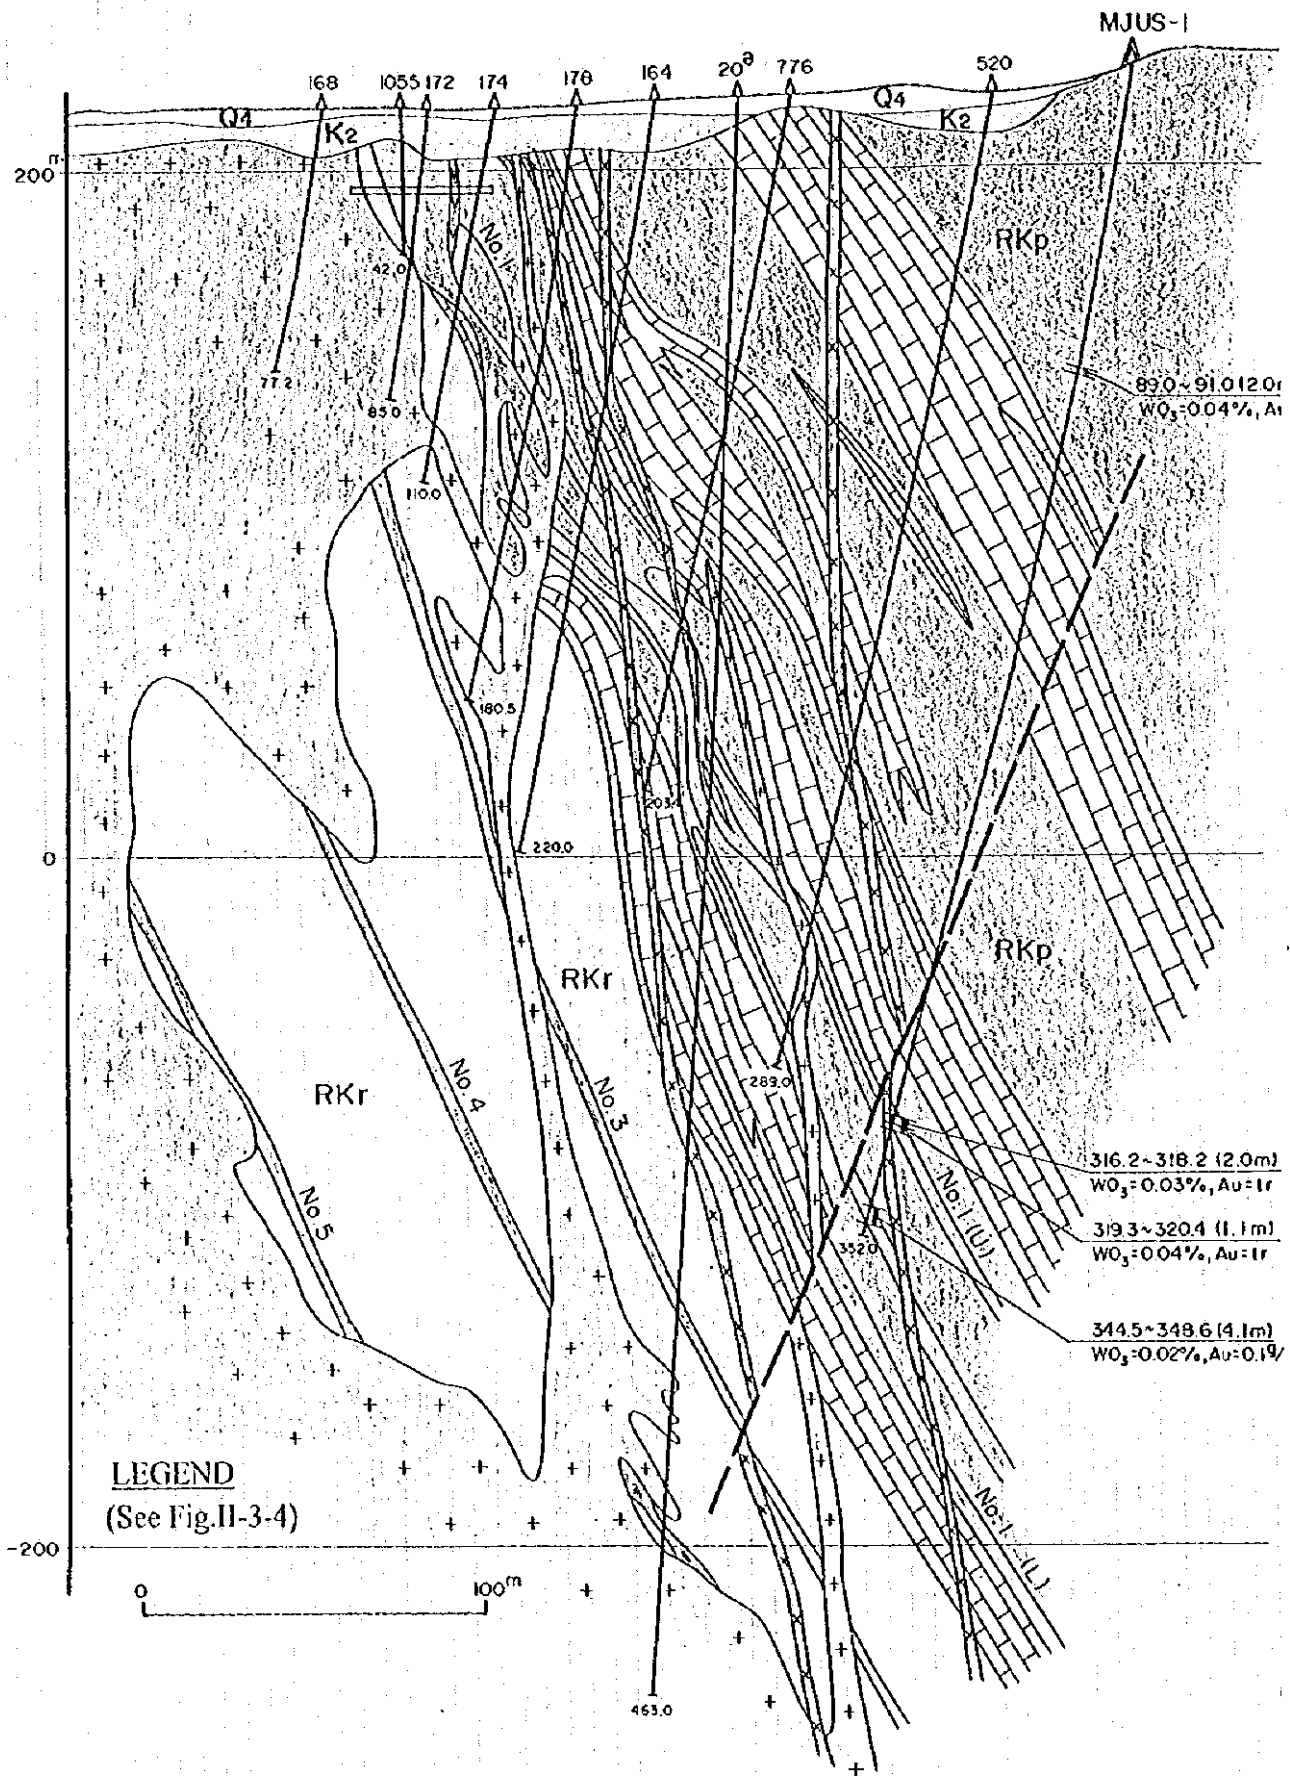 MJUS-1
168
1055
172
174
178
164
20ᵃ
776
520
Q4
K2
Q4
K2
m
200
No.1
RKp
42.0
77.2
85.0
89.0~91.0 (2.0
WO₃=0.04%,
110.0
180.5
203.4
220.0
0
RKr
RKp
RKr
No.4
No.3
289.0
No.5
No.1 (U)
316.2~318.2 (2.0m)
WO₃=0.03%, Au=tr
319.3~320.4 (1.1m)
WO₃=0.04%, Au=tr
352.0
344.5~348.6 (4.1m)
WO₃=0.02%, Au=0.1g/
LEGEND
(See Fig.II-3-4)
No.1 (L)
-200
0
100m
463.0